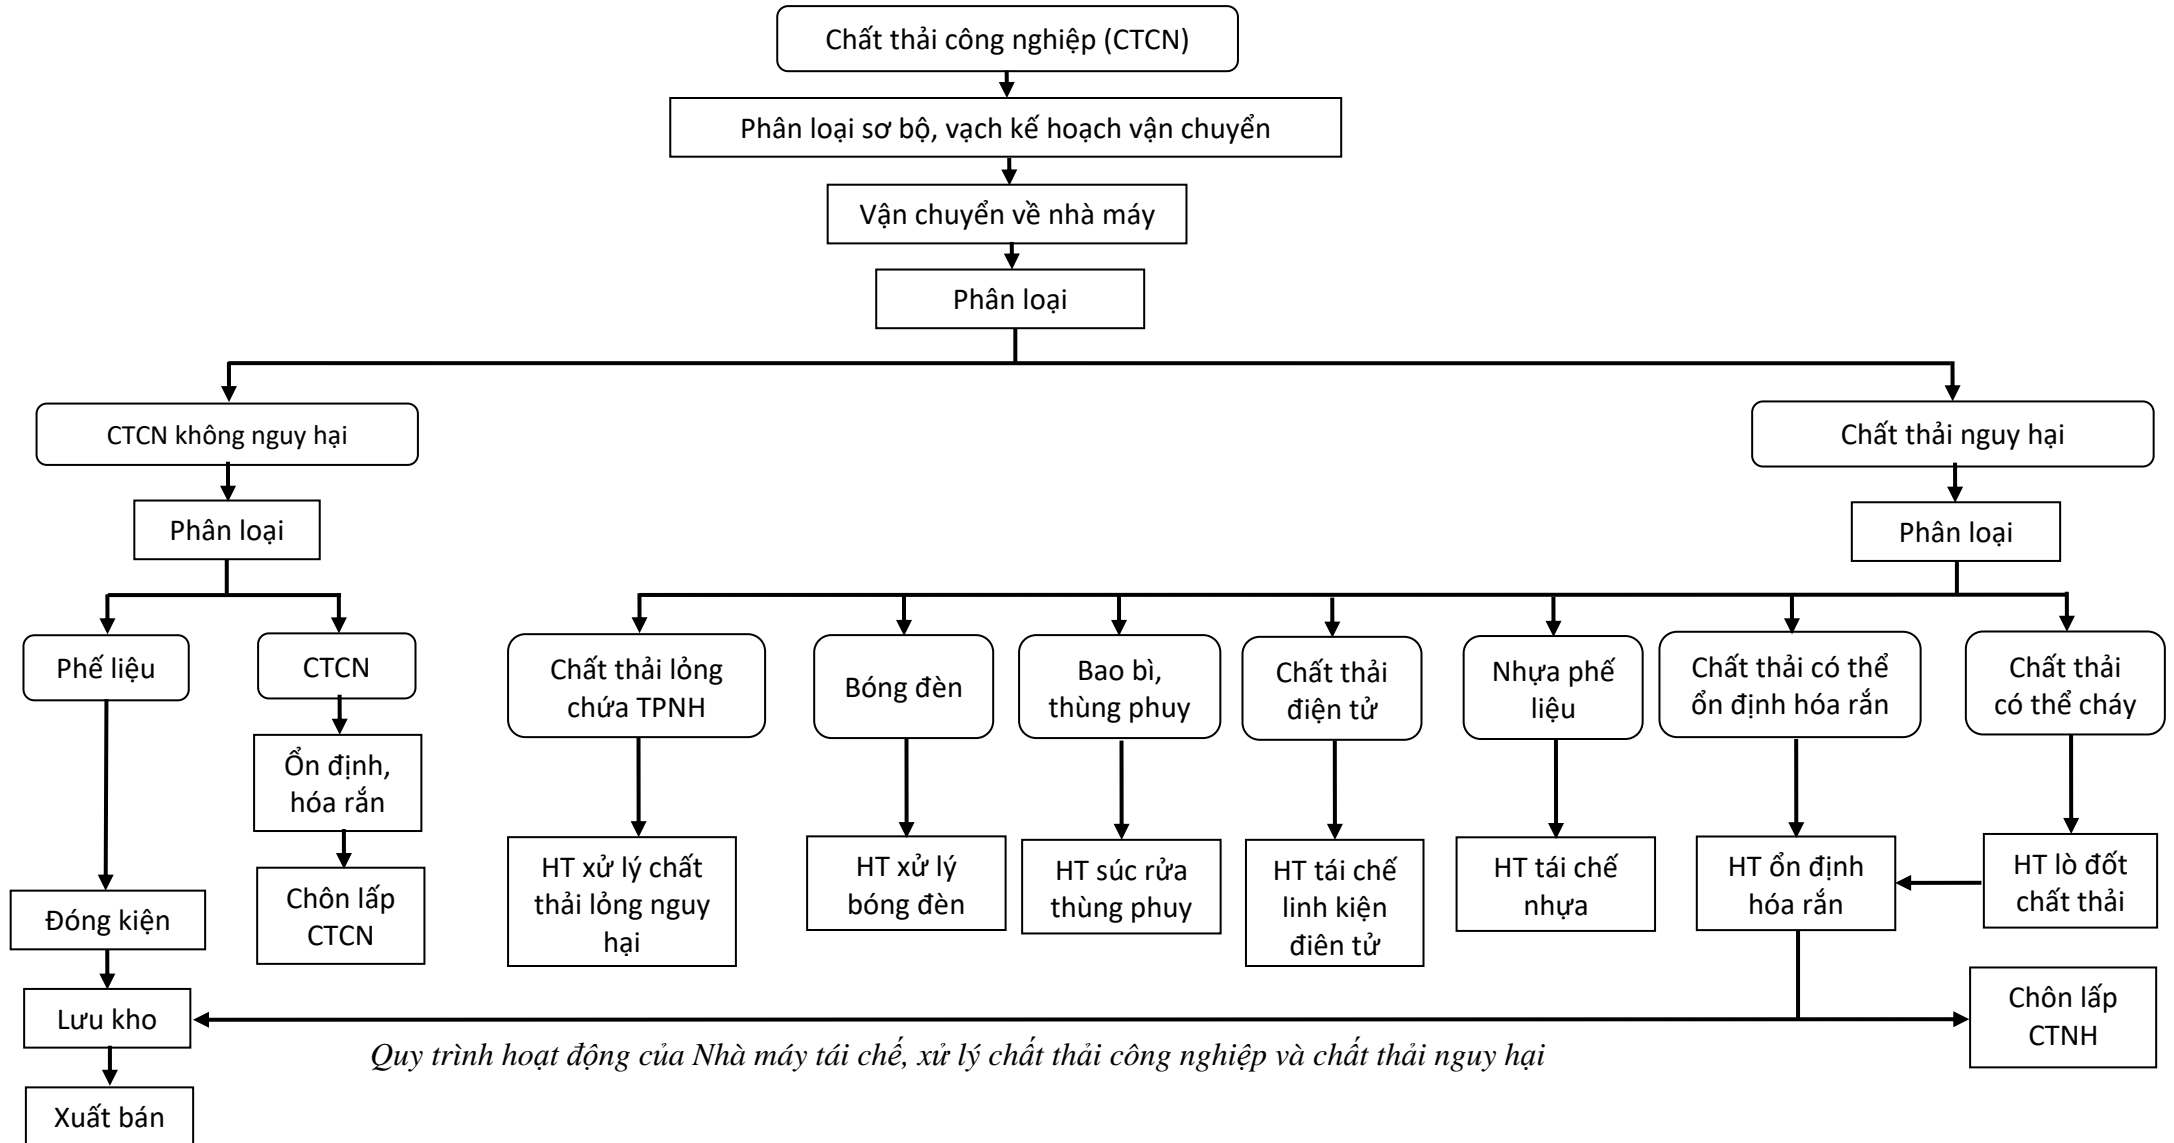 Chất thải công nghiệp (CTCN)
Phân loại sơ bộ, vạch kế hoạch vận chuyển
Vận chuyển về nhà máy
Phân loại
CTCN không nguy hại
Chất thải nguy hại
Phân loại
Phân loại
Phế liệu
CTCN
Chất thải lỏng
chứa TPNH
Bóng đèn
Bao bì,
thùng phuy
Chất thải
điện tử
Nhựa phế
liệu
Chất thải có thể
ổn định hóa rắn
Chất thải
có thể cháy
Ổn định,
hóa rắn
Chôn lấp
CTCN
HT xử lý chất
thải lỏng nguy
hại
HT xử lý
bóng đèn
HT súc rửa
thùng phuy
HT tái chế
linh kiện
điện tử
HT tái chế
nhựa
HT ổn định
hóa rắn
HT lò đốt
chất thải
Đóng kiện
Lưu kho
Chôn lấp
CTNH
Quy trình hoạt động của Nhà máy tái chế, xử lý chất thải công nghiệp và chất thải nguy hại
Xuất bán